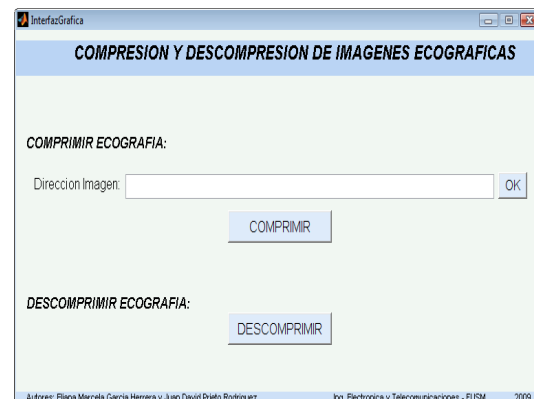 InterfazGrafica
COMPRESION Y DESCOMPRESION DE IMAGENES ECOGRAFICAS
COMPRIMIR ECOGRAFIA:
Direccion Imagen: OK
COMPRIMIR
DESCOMPRIMIR ECOGRAFIA:
DESCOMPRIMIR
Autores: Eliana Marcela Garcia Herrera y Juan David Prieto Rodriguez Ing. Electronica y Telecomunicaciones - FUSM 2009